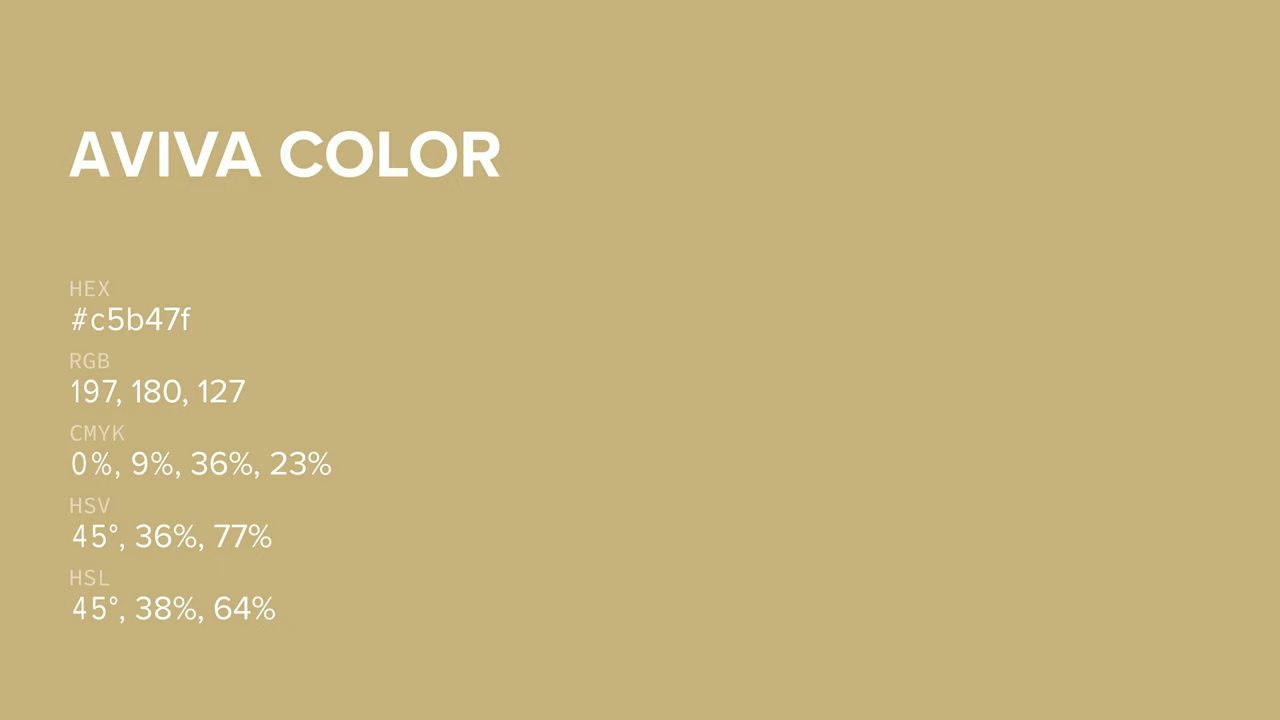 AVIVA COLOR
HEX
#c5b47f
RGB
197, 180, 127
CMYK
0%, 9%, 36%, 23%
HSV
45°, 36%, 77%
HSL
45°, 38%, 64%